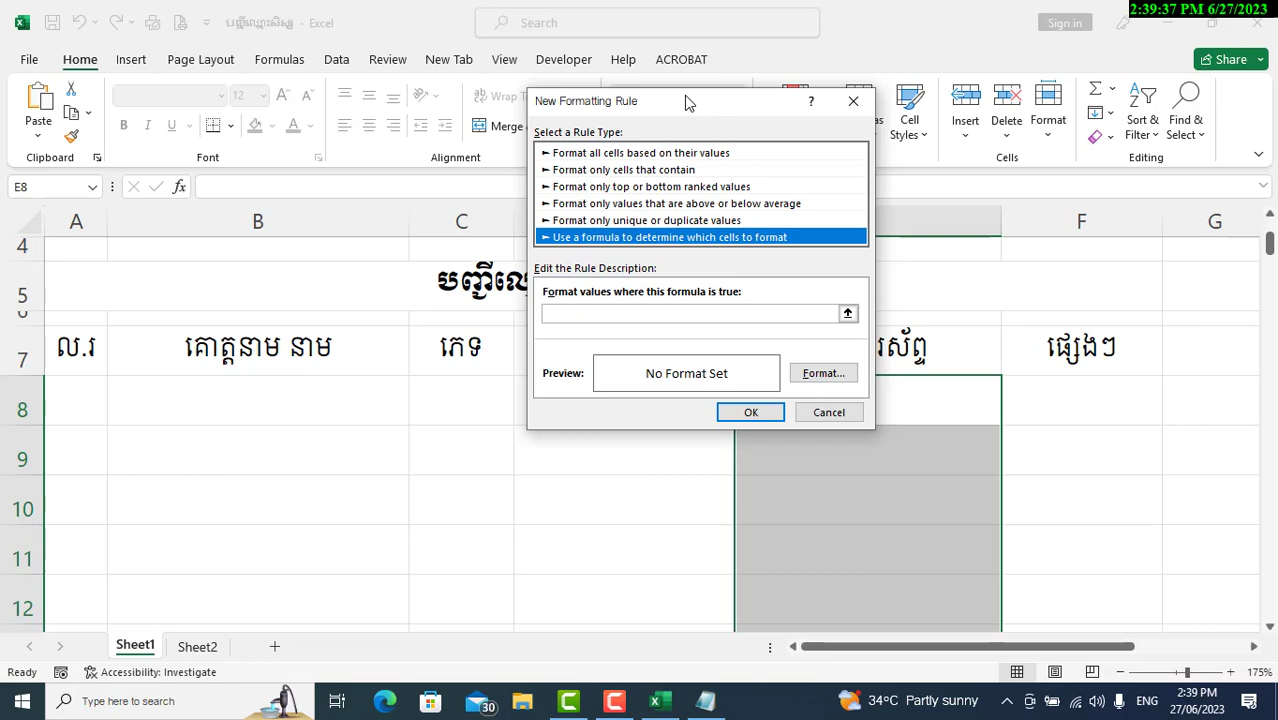 2:39:37 PM 6/27/2023
បញ្ជីឈ្មោះសិស្ស - Excel
Search
Sign in
File Home Insert Page Layout Formulas Data Review View New Tab Developer Help ACROBAT
Share
Paste
12
Wrap
Merge
Cell Styles
Insert
Delete
Format
Sort & Filter
Find & Select
Clipboard
Font
Alignment
Cells
Editing
E8
New Formatting Rule
Select a Rule Type:
► Format all cells based on their values
► Format only cells that contain
► Format only top or bottom ranked values
► Format only values that are above or below average
► Format only unique or duplicate values
► Use a formula to determine which cells to format
Edit the Rule Description:
Format values where this formula is true:
Preview:
No Format Set
Format...
OK
Cancel
A B C F G
4
5
6
7 ល.រ គោត្តនាម នាម ភេទ ផ្សេងៗ
8
9
10
11
12
Sheet1
Sheet2
Ready
Accessibility: Investigate
175%
Type here to search
30
34°C Partly sunny
ENG
2:39 PM
27/06/2023